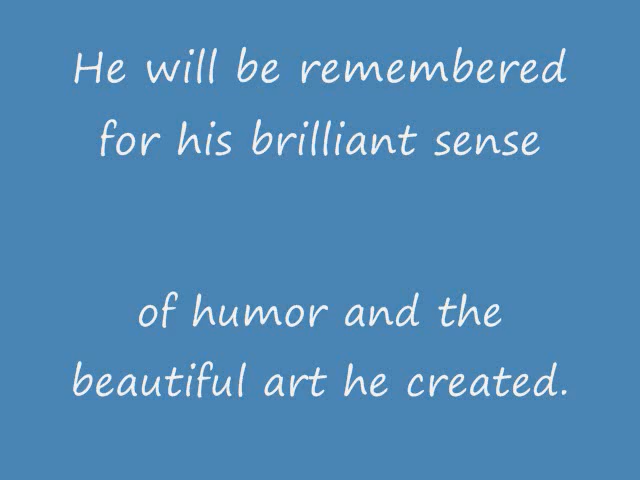 He will be remembered
for his brilliant sense
of humor and the
beautiful art he created.